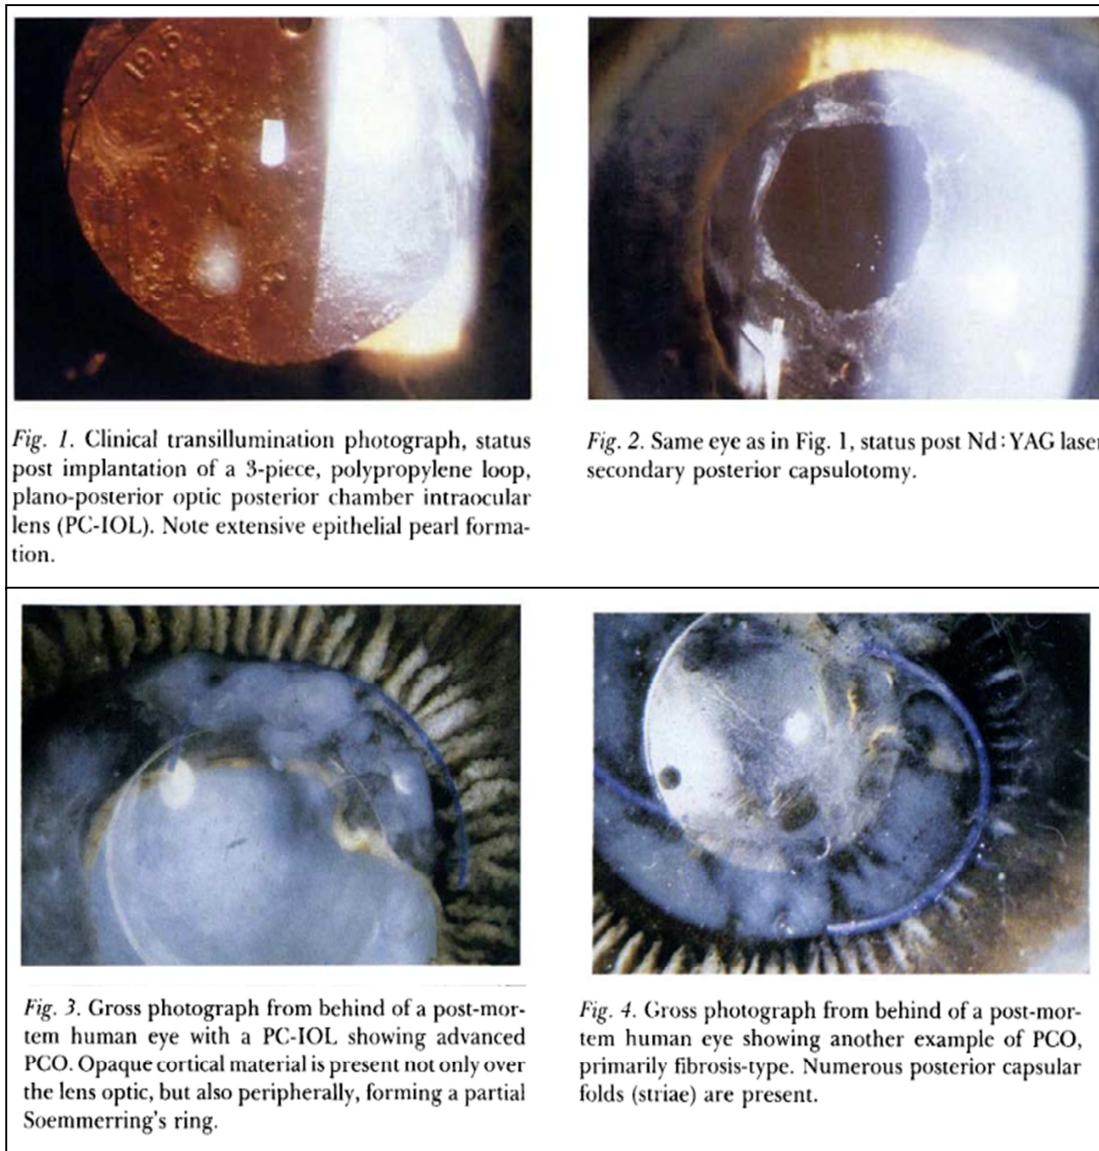 19.5
Fig. 1. Clinical transillumination photograph, status
post implantation of a 3-piece, polypropylene loop,
plano-posterior optic posterior chamber intraocular
lens (PC-IOL). Note extensive epithelial pearl forma-
tion.
Fig. 2. Same eye as in Fig. 1, status post Nd:YAG laser
secondary posterior capsulotomy.
Fig. 3. Gross photograph from behind of a post-mor-
tem human eye with a PC-IOL showing advanced
PCO. Opaque cortical material is present not only over
the lens optic, but also peripherally, forming a partial
Soemmerring's ring.
Fig. 4. Gross photograph from behind of a post-mor-
tem human eye showing another example of PCO,
primarily fibrosis-type. Numerous posterior capsular
folds (striae) are present.